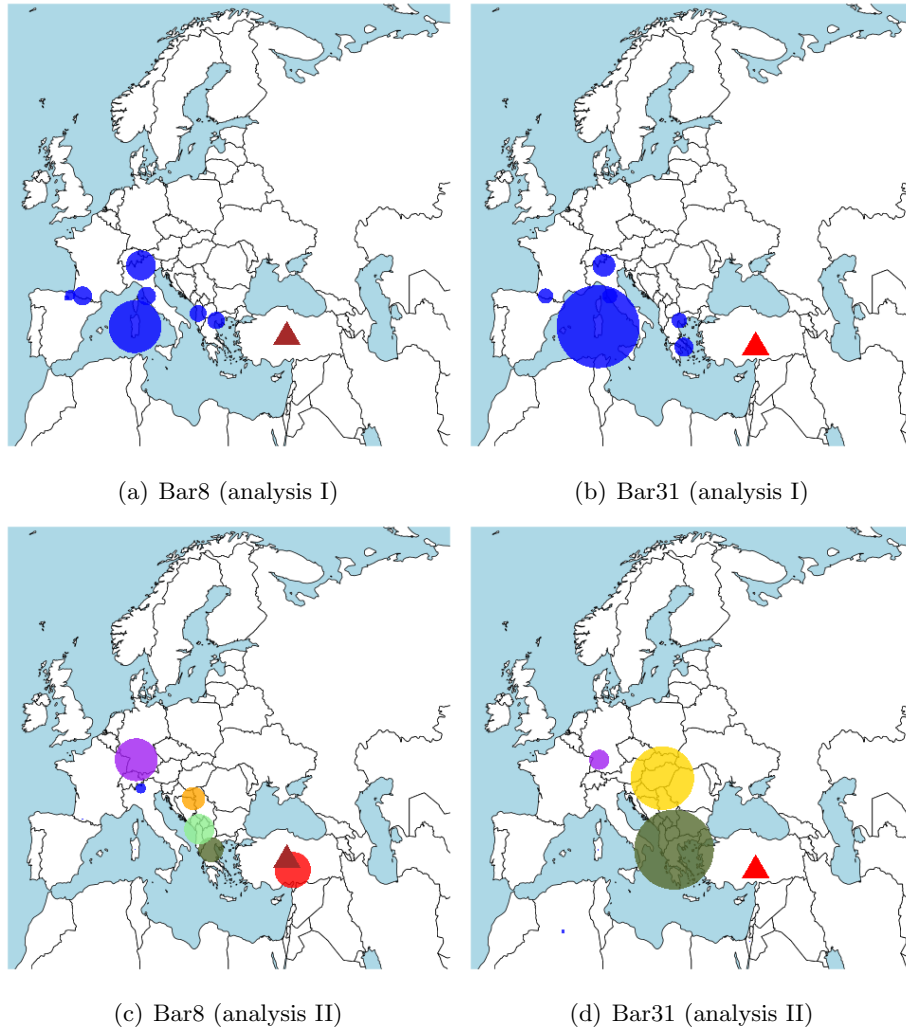 (a) Bar8 (analysis I)
(b) Bar31 (analysis I)
(c) Bar8 (analysis II)
(d) Bar31 (analysis II)